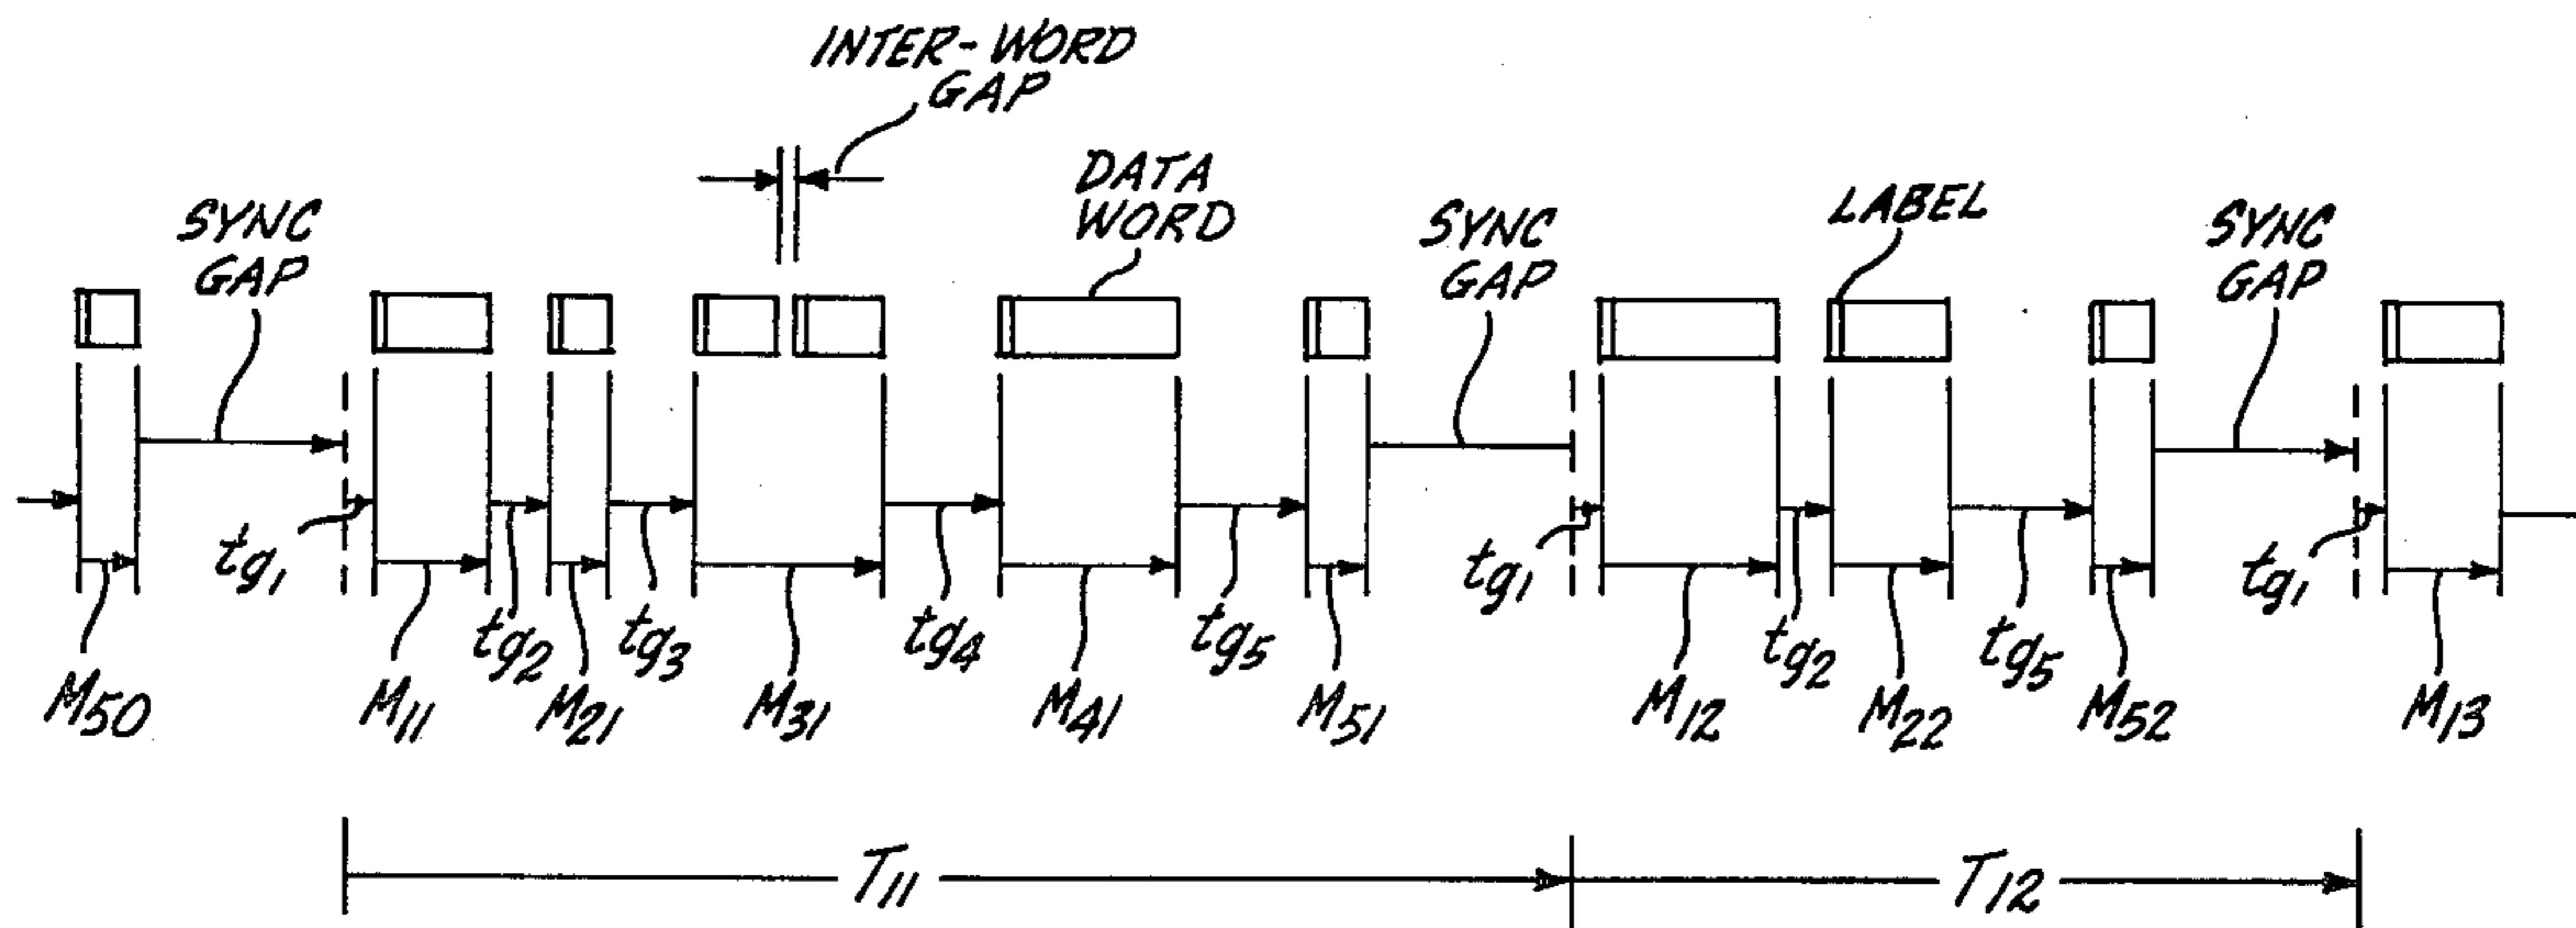 INTER-WORD
GAP
SYNC
GAP
DATA
WORD
SYNC
GAP
LABEL
SYNC
GAP
tg1
tg2
tg3
tg4
tg5
tg1
tg2
tg5
tg1
M50
M11
M21
M31
M41
M51
M12
M22
M52
M13
T11
T12